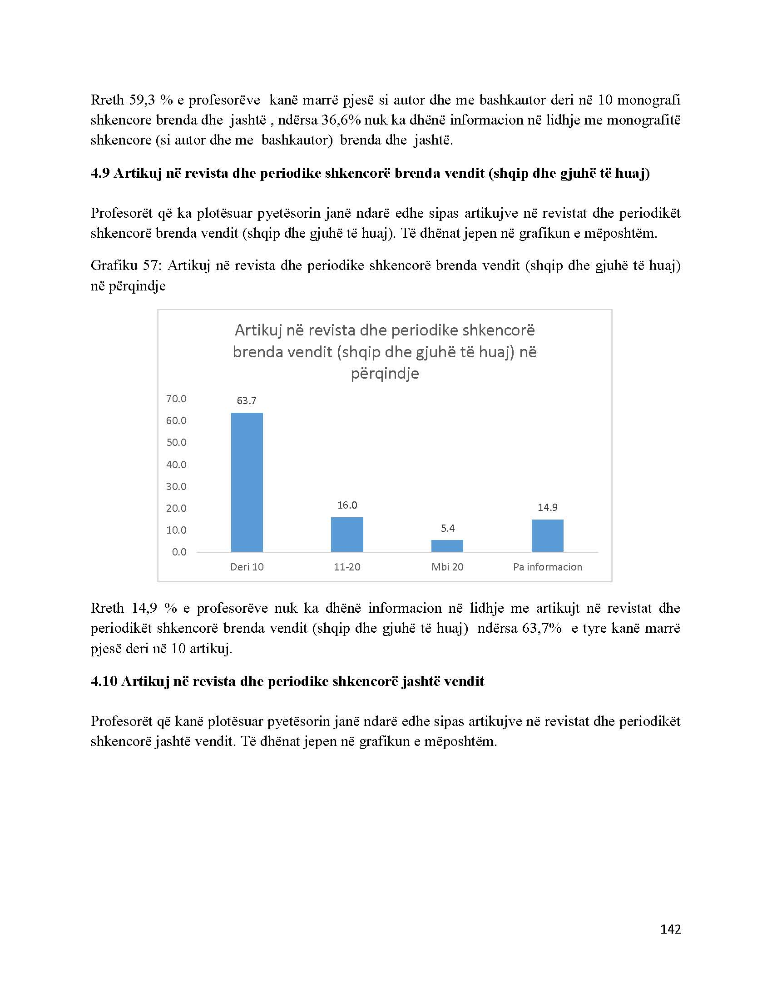 Rreth 59,3 % e profesorëve  kanë marrë pjesë si autor dhe me bashkautor deri në 10 monografi
shkencore brenda dhe  jashtë , ndërsa 36,6% nuk ka dhënë informacion në lidhje me monografitë
shkencore (si autor dhe me  bashkautor)  brenda dhe  jashtë.
4.9 Artikuj në revista dhe periodike shkencorë brenda vendit (shqip dhe gjuhë të huaj)
Profesorët që ka plotësuar pyetësorin janë ndarë edhe sipas artikujve në revistat dhe periodikët
shkencorë brenda vendit (shqip dhe gjuhë të huaj). Të dhënat jepen në grafikun e mëposhtëm.
Grafiku 57: Artikuj në revista dhe periodike shkencorë brenda vendit (shqip dhe gjuhë të huaj)
në përqindje
Artikuj në revista dhe periodike shkencorë
brenda vendit (shqip dhe gjuhë të huaj) në
përqindje
70.0
60.0
50.0
40.0
30.0
20.0
10.0
0.0
63.7
16.0
5.4
14.9
Deri 10
11-20
Mbi 20
Pa informacion
Rreth 14,9 % e profesorëve nuk ka dhënë informacion në lidhje me artikujt në revistat dhe
periodikët shkencorë brenda vendit (shqip dhe gjuhë të huaj)  ndërsa 63,7%  e tyre kanë marrë
pjesë deri në 10 artikuj.
4.10 Artikuj në revista dhe periodike shkencorë jashtë vendit
Profesorët që kanë plotësuar pyetësorin janë ndarë edhe sipas artikujve në revistat dhe periodikët
shkencorë jashtë vendit. Të dhënat jepen në grafikun e mëposhtëm.
142